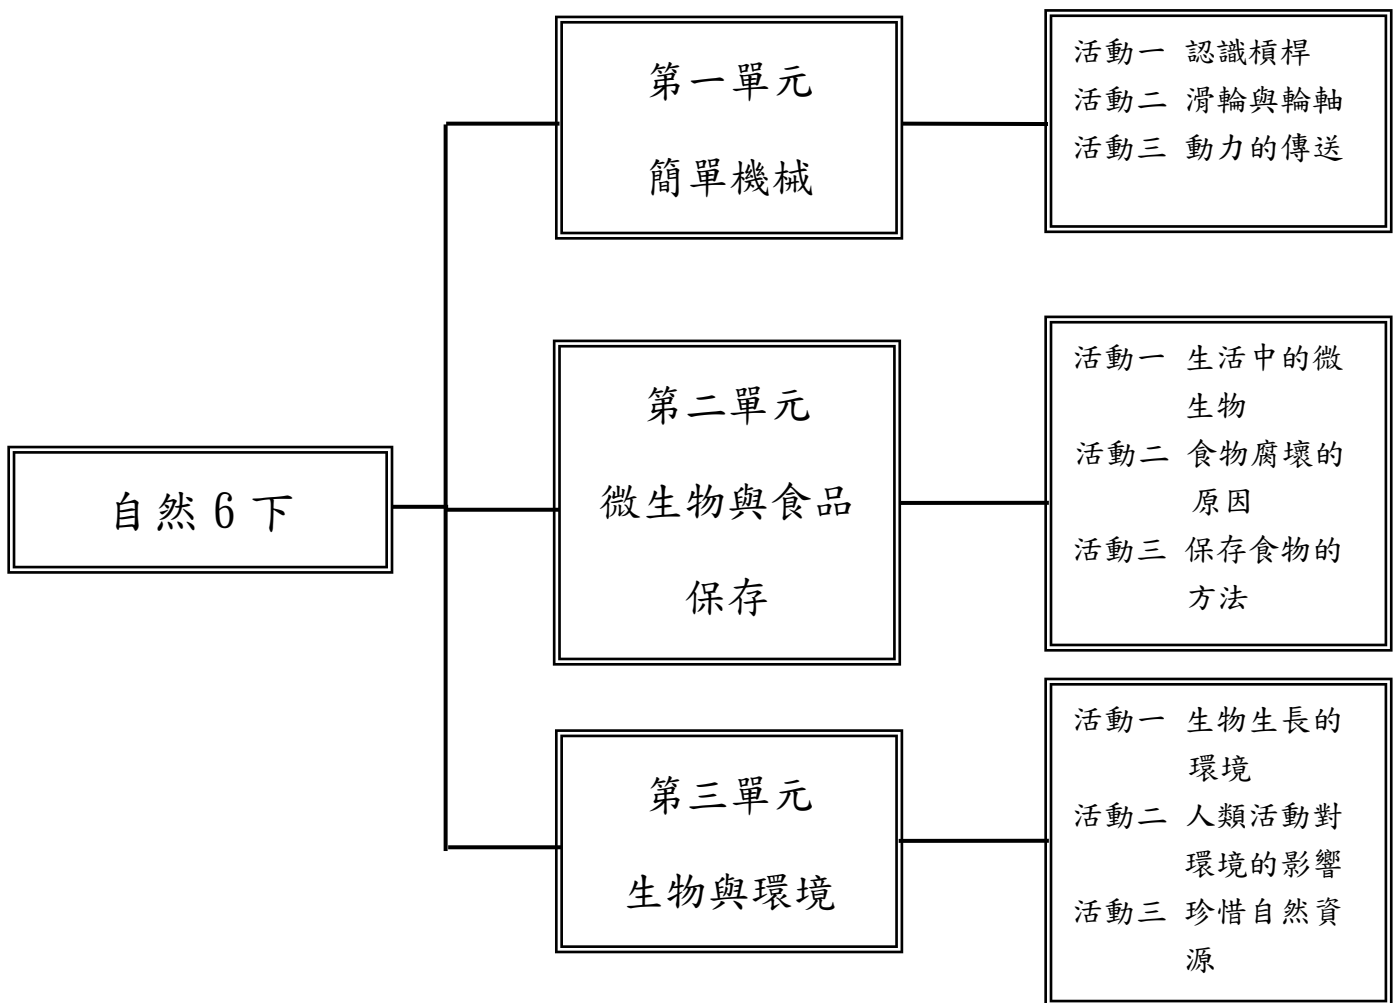 自然6下
第一單元
簡單機械
活動一 認識槓桿
活動二 滑輪與輪軸
活動三 動力的傳送
第二單元
微生物與食品
保存
活動一 生活中的微
生物
活動二 食物腐壞的
原因
活動三 保存食物的
方法
第三單元
生物與環境
活動一 生物生長的
環境
活動二 人類活動對
環境的影響
活動三 珍惜自然資
源